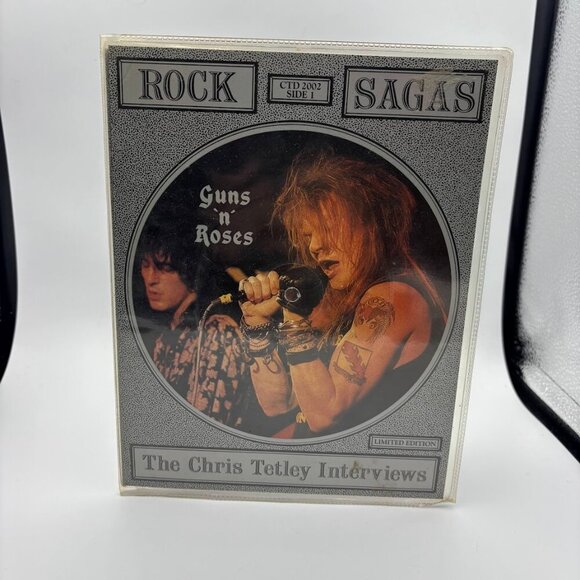 ROCK
CTD 2002
SIDE 1
SAGAS
Guns
'n'
Roses
LIMITED EDITION
The Chris Tetley Interviews